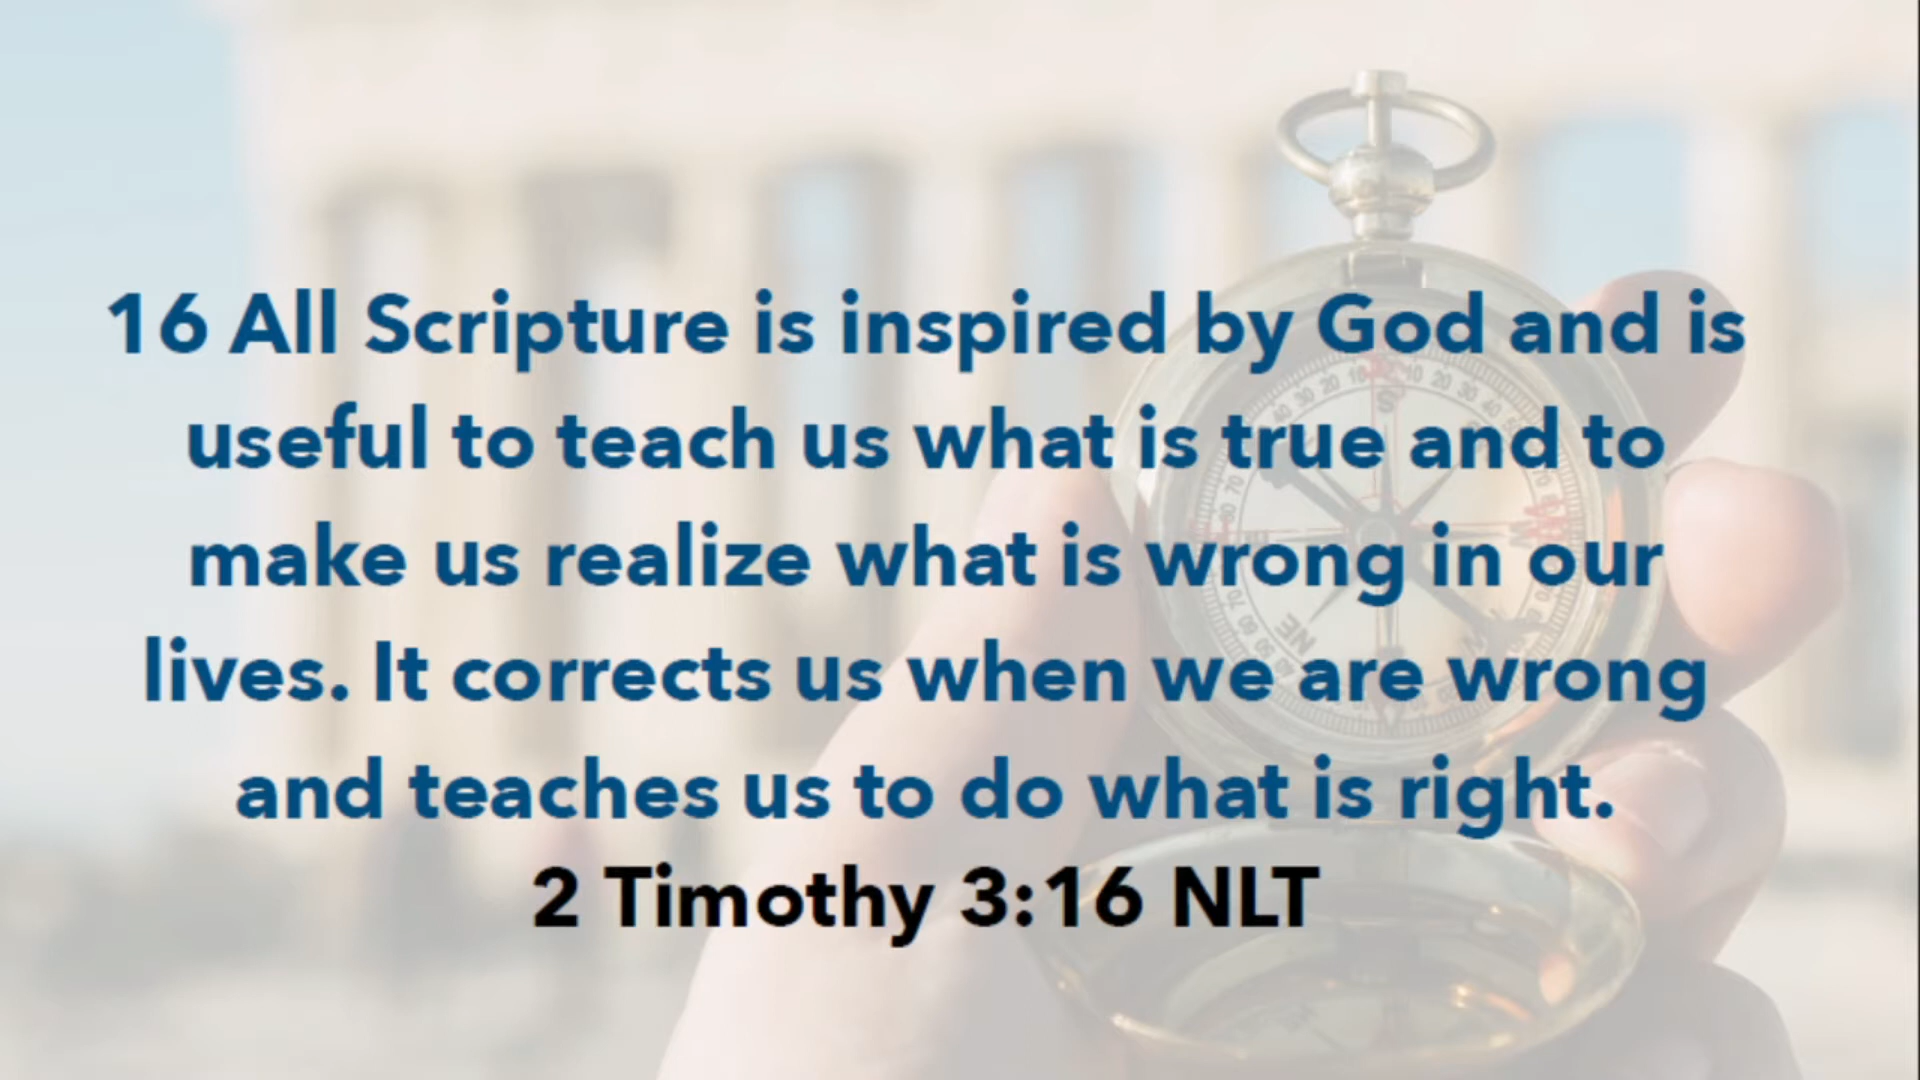 16 All Scripture is inspired by God and is
useful to teach us what is true and to
make us realize what is wrong in our
lives. It corrects us when we are wrong
and teaches us to do what is right.
2 Timothy 3:16 NLT